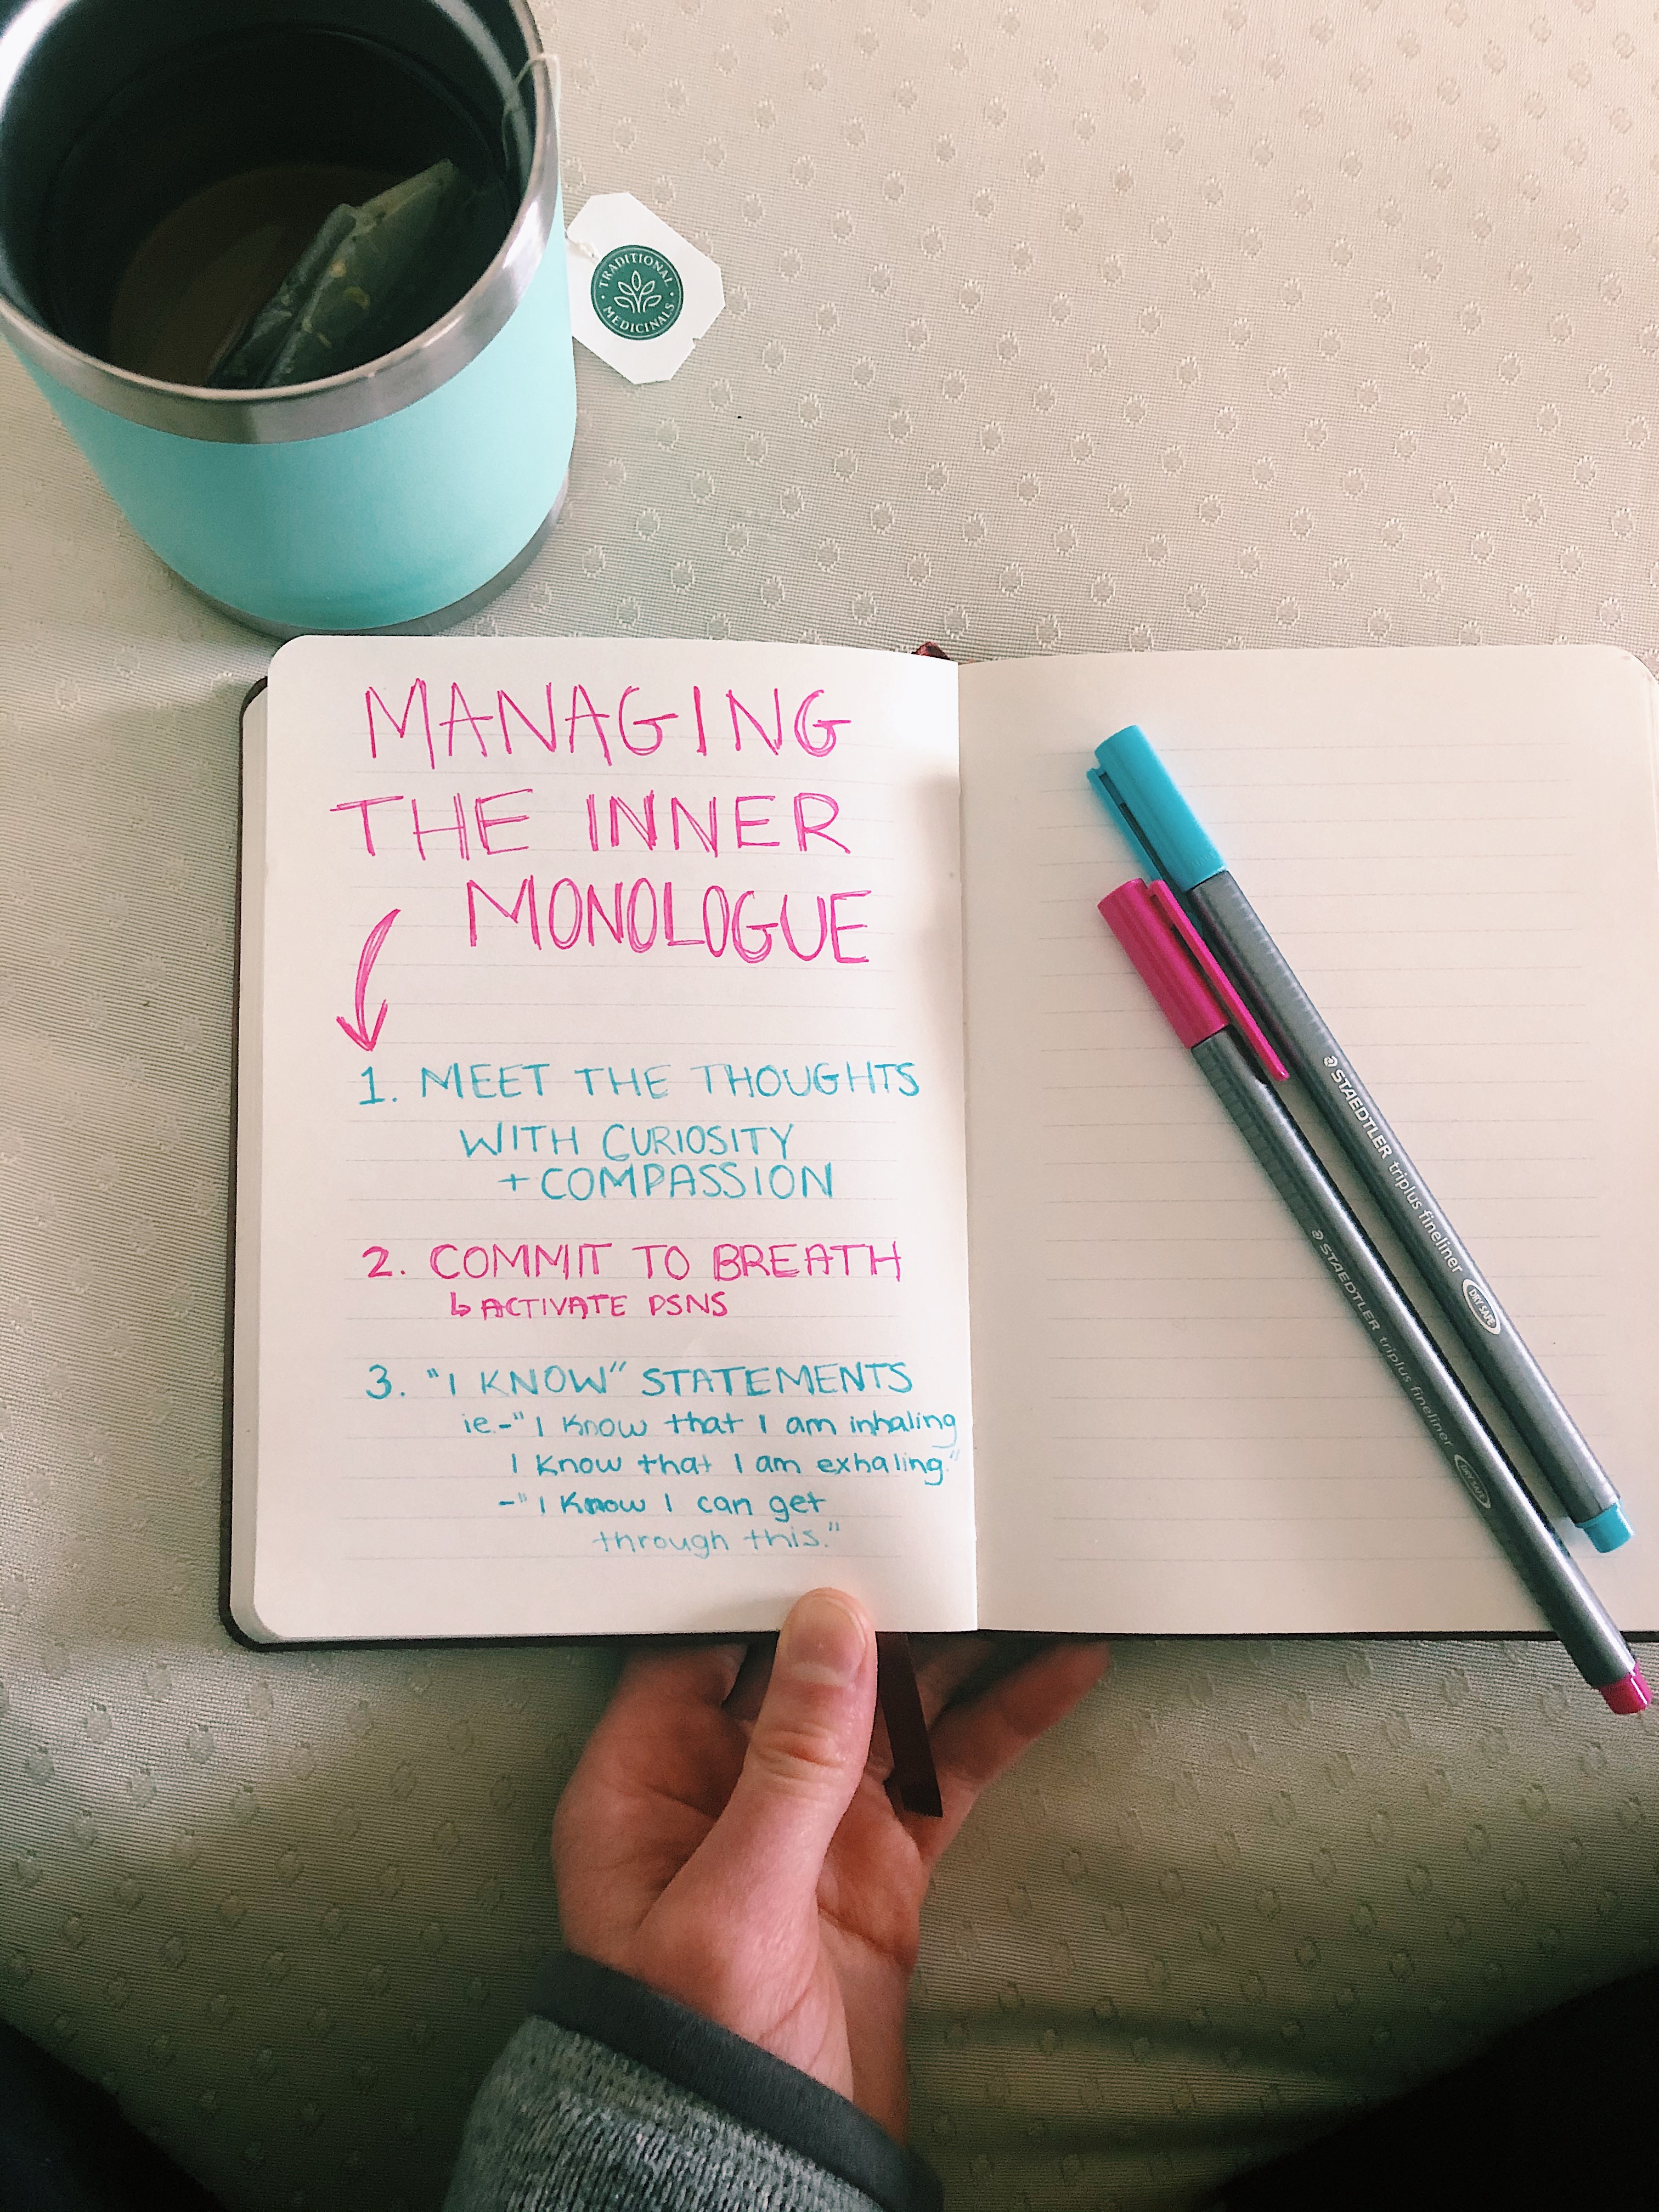 TRADITIONAL
MEDICINALS
MANAGING
THE INNER
MONOLOGUE
1. MEET THE THOUGHTS
WITH CURIOSITY
+ COMPASSION
2. COMMIT TO BREATH
↳ ACTIVATE PSNS
3. "I KNOW" STATEMENTS
ie.-"I know that I am inhaling
I know that I am exhaling."
-"I know I can get
through this."
STAEDTLER triplus fineliner DRY SAFE
STAEDTLER triplus fineliner DRY SAFE